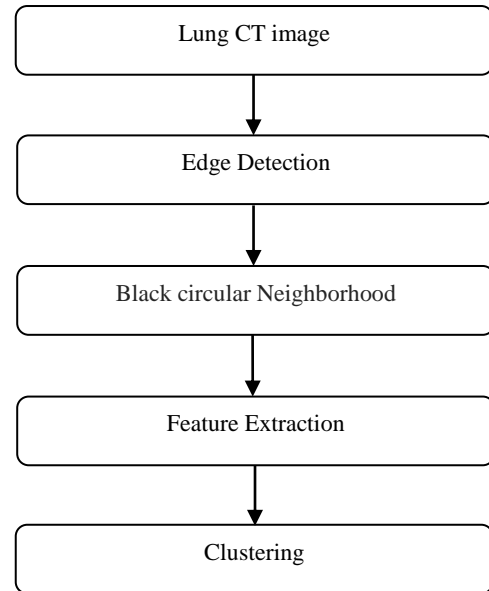 Lung CT image
Edge Detection
Black circular Neighborhood
Feature Extraction
Clustering